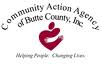 Community Action Agency
of Butte County, Inc.
Helping People. Changing Lives.